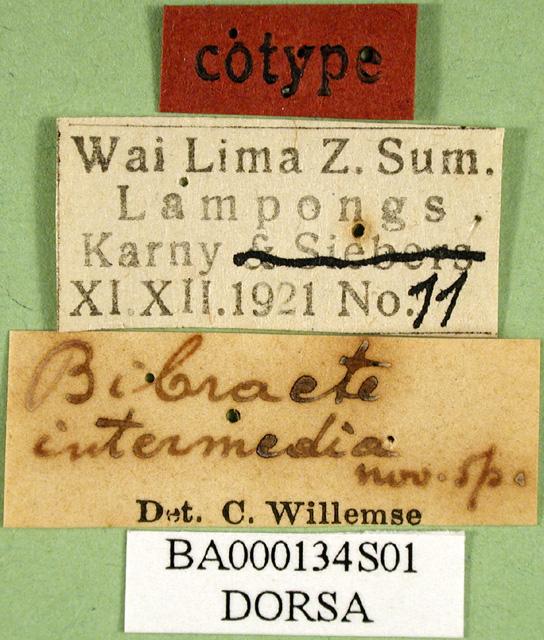 cotype
Wai Lima Z. Sum.
Lampongs
Karny & Siebers
XI.XII.1921 No. 11
Bibracte
intermedia
nov. sp.
Det. C. Willemse
BA000134S01
DORSA